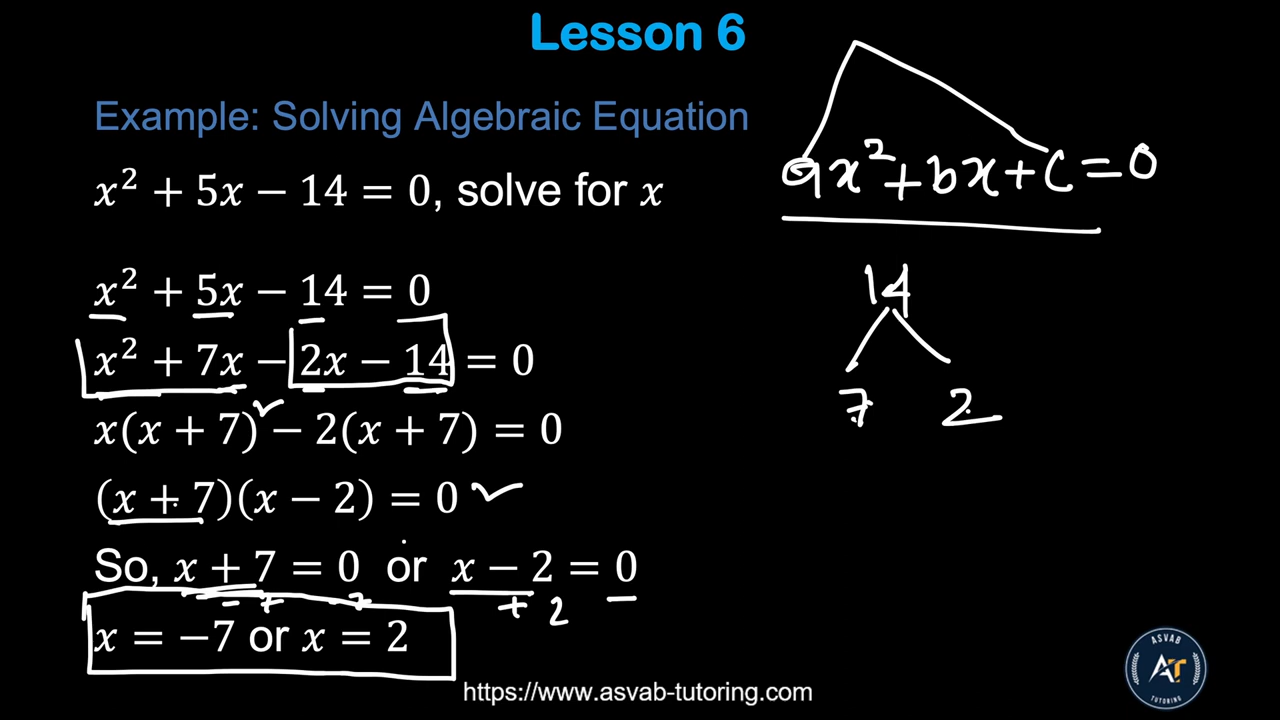 Lesson 6
Example: Solving Algebraic Equation
x² + 5x − 14 = 0, solve for x
x² + 5x − 14 = 0
x² + 7x − 2x − 14 = 0
x(x + 7) − 2(x + 7) = 0
(x + 7)(x − 2) = 0
So, x + 7 = 0 or x − 2 = 0
− 7 − 7 + 2
x = −7 or x = 2
ax² + bx + c = 0
14
7 2
https://www.asvab-tutoring.com
ASVAB
AT
TUTORING